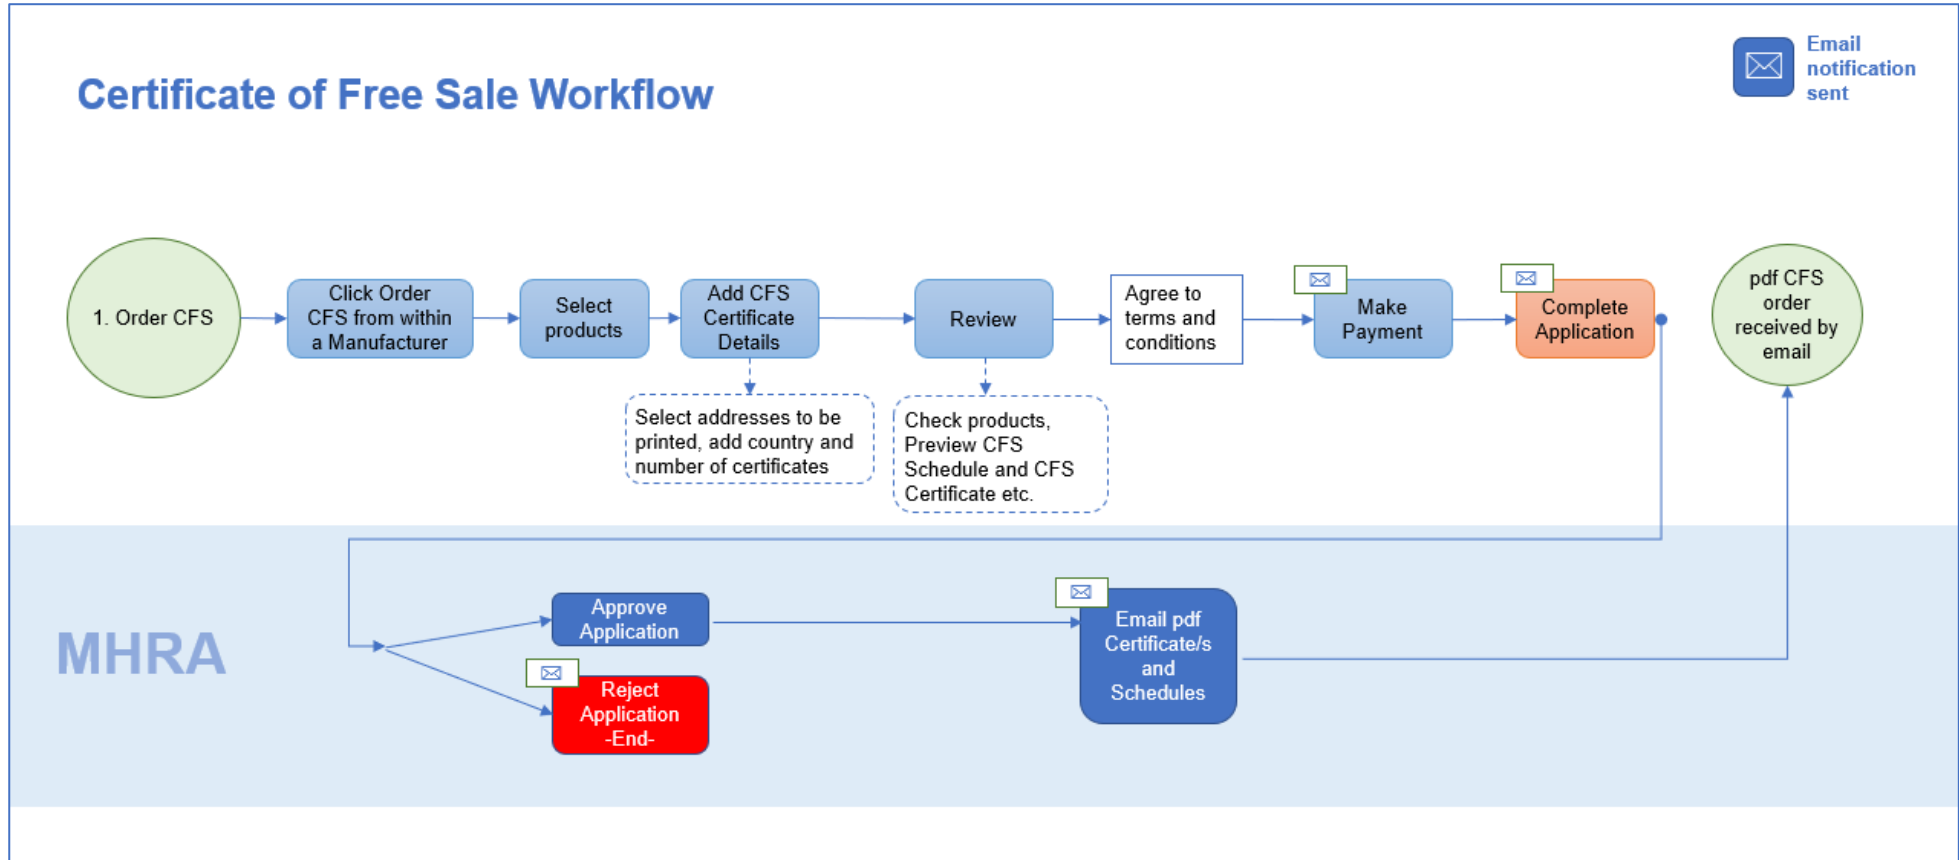 Email
notification
sent
Certificate of Free Sale Workflow
1. Order CFS
Click Order
CFS from within
a Manufacturer
Select
products
Add CFS
Certificate
Details
Review
Agree to
terms and
conditions
Make
Payment
Complete
Application
pdf CFS
order
received by
email
Select addresses to be
printed, add country and
number of certificates
Check products,
Preview CFS
Schedule and CFS
Certificate etc.
MHRA
Approve
Application
Reject
Application
-End-
Email pdf
Certificate/s
and
Schedules